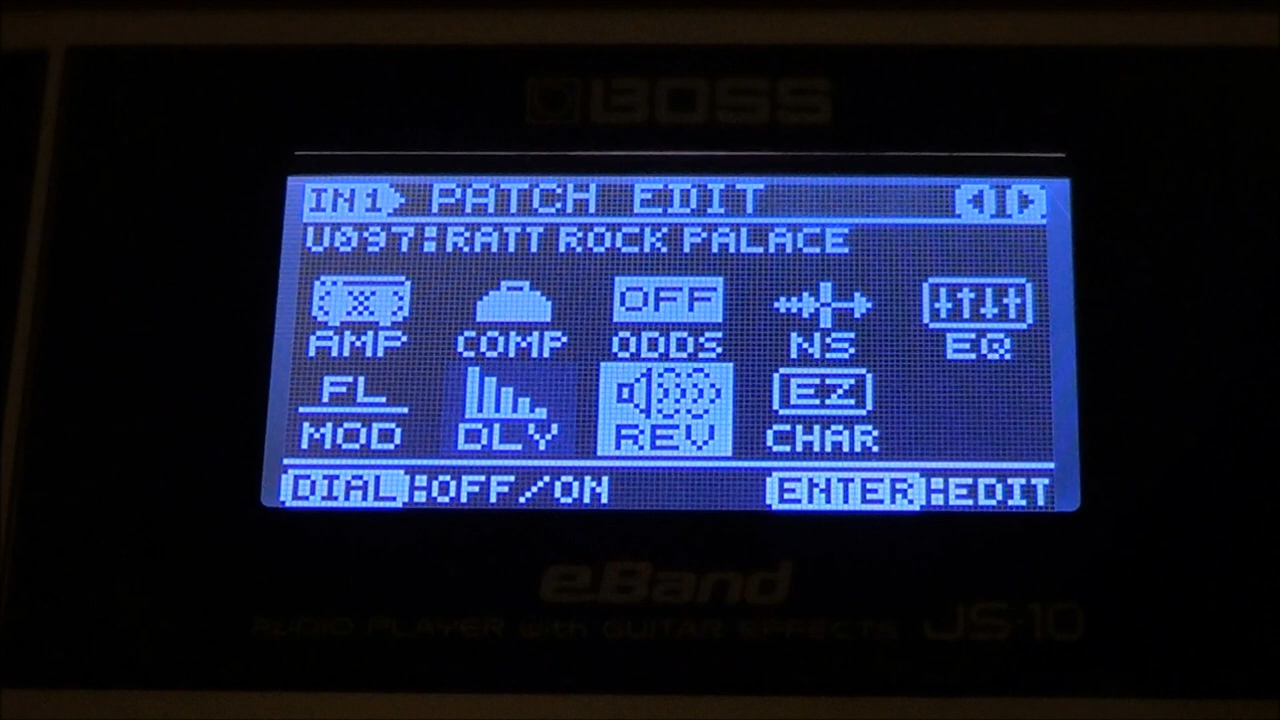 BOSS
IN1 PATCH EDIT
U097:RATT ROCK PALACE
OFF
AMP COMP ODDS NS EQ
FL EZ
MOD DLY REV CHAR
DIAL:OFF/ON ENTER:EDIT
eBand
AUDIO PLAYER with GUITAR EFFECTS JS-10